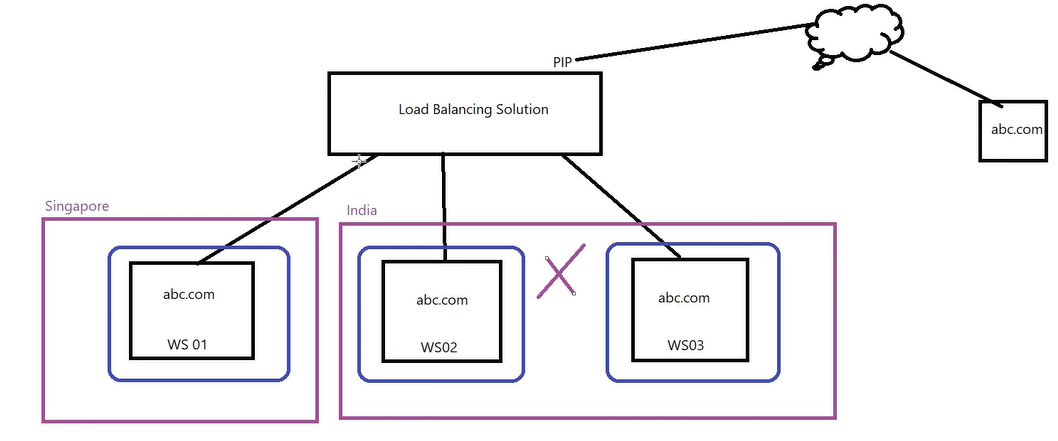 PIP
Load Balancing Solution
abc.com
Singapore
India
abc.com
WS 01
abc.com
WS02
abc.com
WS03